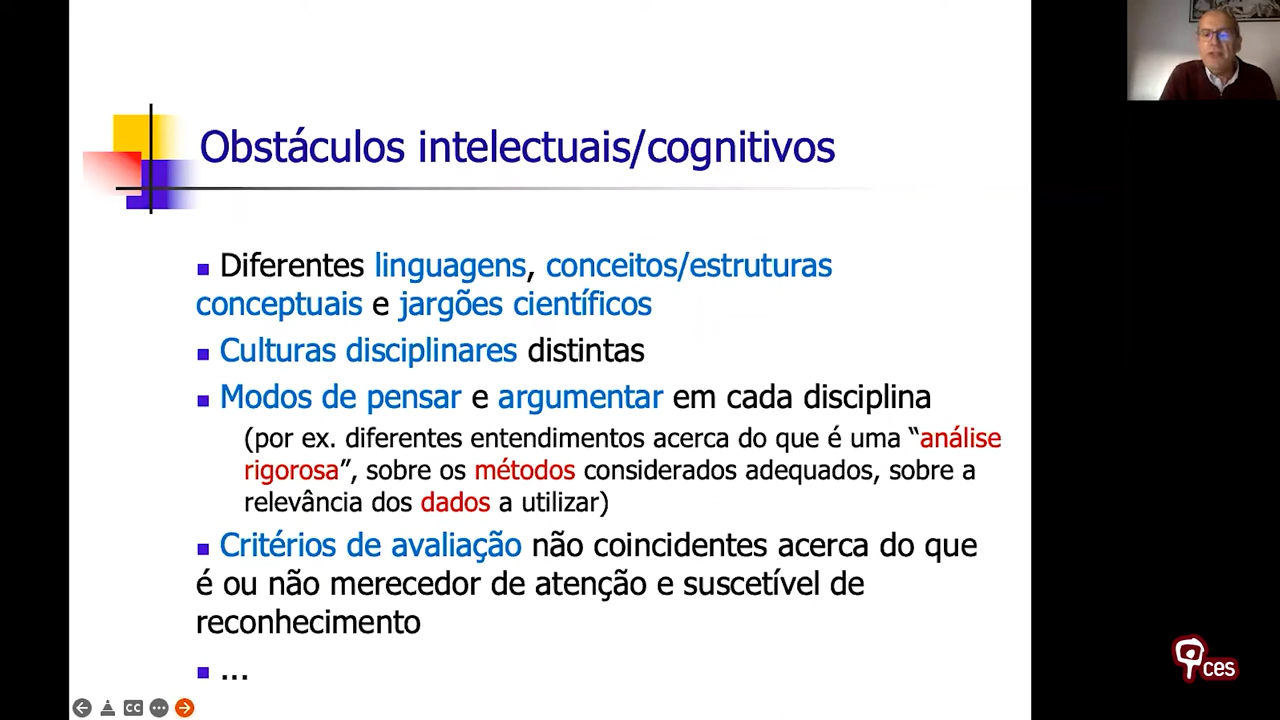 Obstáculos intelectuais/cognitivos
Diferentes linguagens, conceitos/estruturas
conceptuais e jargões científicos
Culturas disciplinares distintas
Modos de pensar e argumentar em cada disciplina
(por ex. diferentes entendimentos acerca do que é uma “análise
rigorosa”, sobre os métodos considerados adequados, sobre a
relevância dos dados a utilizar)
Critérios de avaliação não coincidentes acerca do que
é ou não merecedor de atenção e suscetível de
reconhecimento
...
CC
ces